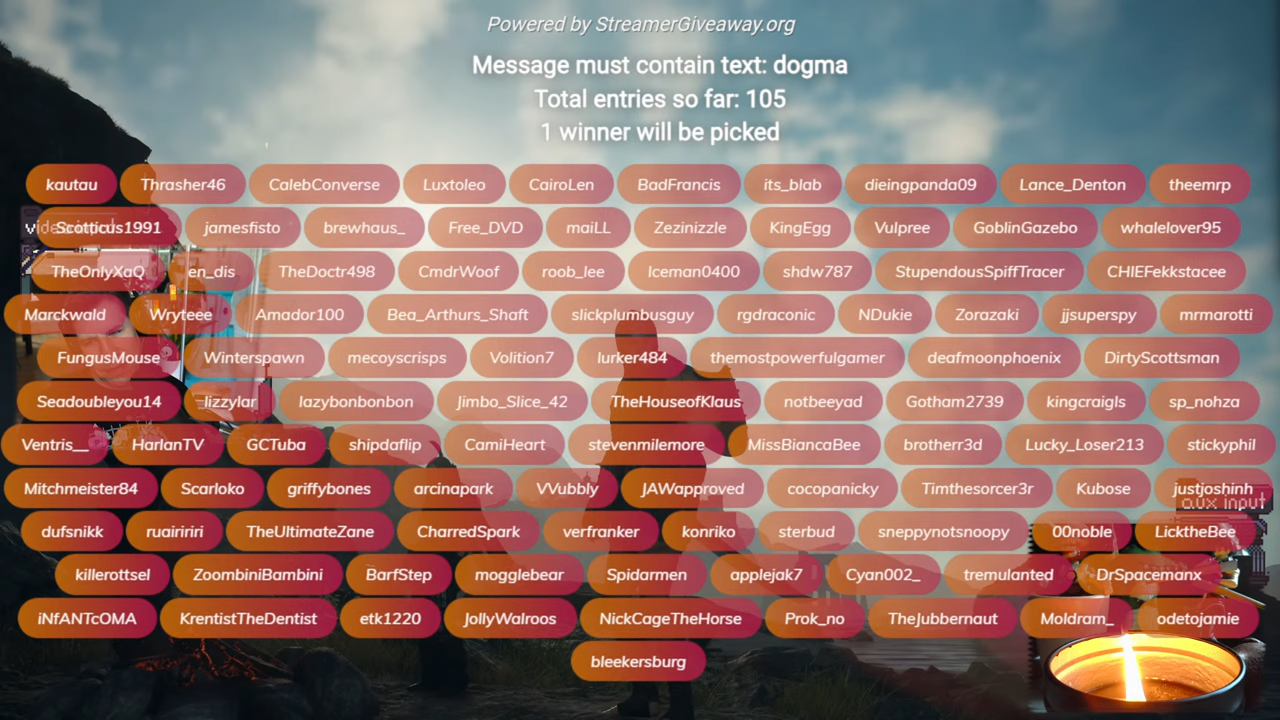 Powered by StreamerGiveaway.org
Message must contain text: dogma
Total entries so far: 105
1 winner will be picked
kautau Thrasher46 CalebConverse Luxtoleo CairoLen BadFrancis its_blab dieingpanda09 Lance_Denton theemrp
Scotticus1991 jamesfisto brewhaus_ Free_DVD maiLL Zezinizzle KingEgg Vulpree GoblinGazebo whalelover95
TheOnlyXaQ en_dis TheDoctr498 CmdrWoof roob_lee Iceman0400 shdw787 StupendousSpiffTracer CHIEFekkstacee
Marckwald Wryteee Amador100 Bea_Arthurs_Shaft slickplumbusguy rgdraconic NDukie Zorazaki jjsuperspy mrmarotti
FungusMouse Winterspawn mecoyscrisps Volition7 lurker484 themostpowerfulgamer deafmoonphoenix DirtyScottsman
Seadoubleyou14 lizzylar lazybonbonbon Jimbo_Slice_42 TheHouseofKlaus notbeeyad Gotham2739 kingcraigls sp_nohza
Ventris__ HarlanTV GCTuba shipdaflip CamiHeart stevenmilemore MissBiancaBee brotherr3d Lucky_Loser213 stickyphil
Mitchmeister84 Scarloko griffybones arcinapark VVubbly JAWapproved cocopanicky Timthesorcer3r Kubose justjoshinh
aux input
dufsnikk ruaiririri TheUltimateZane CharredSpark verfranker konriko sterbud sneppynotsnoopy 00noble LicktheBee
killerottsel ZoombiniBambini BarfStep mogglebear Spidarmen applejak7 Cyan002_ tremulanted DrSpacemanx
iNfANTcOMA KrentistTheDentist etk1220 JollyWalroos NickCageTheHorse Prok_no TheJubbernaut Moldram_ odetojamie
bleekersburg